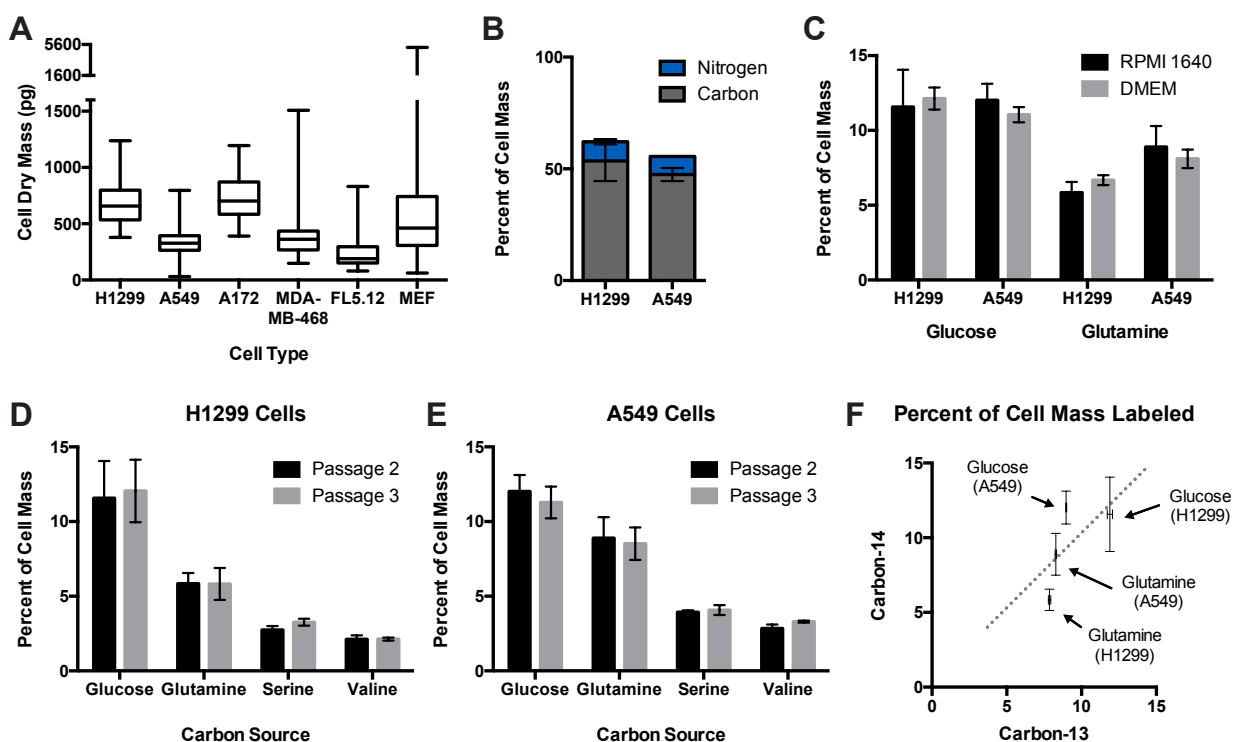 A
Cell Dry Mass (pg)
5600
1600
1500
1000
500
0
H1299 A549 A172 MDA-MB-468 FL5.12 MEF
Cell Type
B
Percent of Cell Mass
100
50
0
Nitrogen
Carbon
H1299 A549
C
Percent of Cell Mass
15
10
5
0
RPMI 1640
DMEM
H1299 A549 H1299 A549
Glucose Glutamine
D
H1299 Cells
Percent of Cell Mass
15
10
5
0
Passage 2
Passage 3
Glucose Glutamine Serine Valine
Carbon Source
E
A549 Cells
Percent of Cell Mass
15
10
5
0
Passage 2
Passage 3
Glucose Glutamine Serine Valine
Carbon Source
F
Percent of Cell Mass Labeled
Carbon-14
15
10
5
0
Glucose
(A549)
Glucose
(H1299)
Glutamine
(A549)
Glutamine
(H1299)
0 5 10 15
Carbon-13